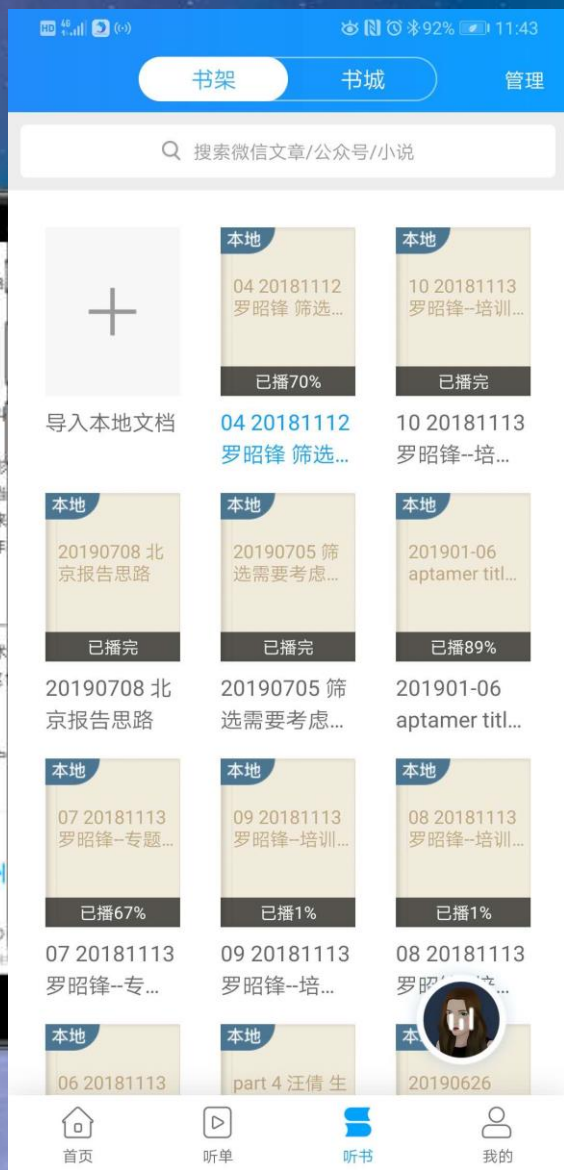 HD 4G 92% 11:43
书架 书城 管理
搜索微信文章/公众号/小说
导入本地文档
本地
04 20181112
罗昭锋 筛选...
已播70%
04 20181112
罗昭锋 筛选...
本地
10 20181113
罗昭锋--培训...
已播完
10 20181113
罗昭锋--培...
本地
20190708 北
京报告思路
已播完
20190708 北
京报告思路
本地
20190705 筛
选需要考虑...
已播完
20190705 筛
选需要考虑...
本地
201901-06
aptamer titl...
已播89%
201901-06
aptamer titl...
本地
07 20181113
罗昭锋--专题...
已播67%
07 20181113
罗昭锋--专...
本地
09 20181113
罗昭锋--培训...
已播1%
09 20181113
罗昭锋--培...
本地
08 20181113
罗昭锋--培训...
已播1%
08 20181113
本地
06 20181113
本地
part 4 汪倩 生
20190626
首页 听单 听书 我的